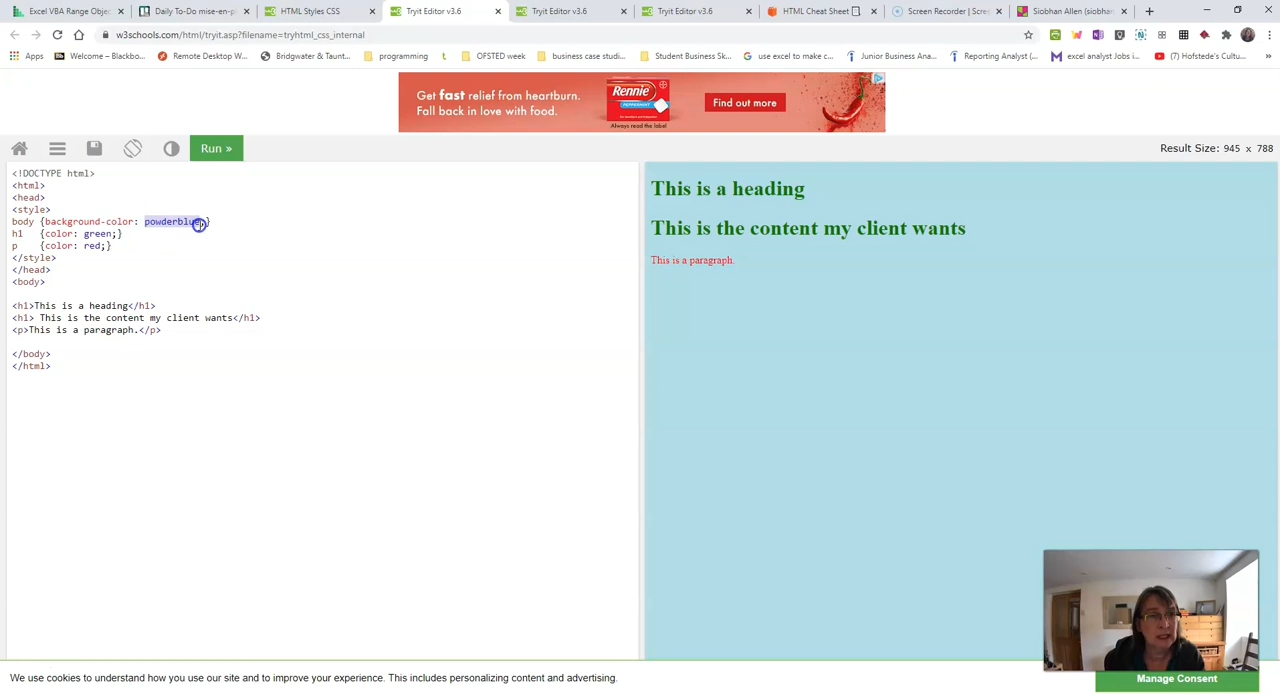 Excel VBA Range Objec
Daily To-Do mise-en-pl
HTML Styles CSS
Tryit Editor v3.6
Tryit Editor v3.6
Tryit Editor v3.6
HTML Cheat Sheet
Screen Recorder | Scre
Siobhan Allen (siobhan
w3schools.com/html/tryit.asp?filename=tryhtml_css_internal
Apps
Welcome – Blackbo...
Remote Desktop W...
Bridgwater & Taunt...
programming
t
OFSTED week
business case studi...
Student Business Sk...
use excel to make c...
Junior Business Ana...
Reporting Analyst (...
excel analyst Jobs i...
(7) Hofstede's Cultu...
»
Get fast relief from heartburn.
Fall back in love with food.
Rennie
PEPPERMINT
Always read the label
Find out more
Run »
Result Size: 945 x 788
<!DOCTYPE html>
<html>
<head>
<style>
body {background-color: powderblue;}
h1 {color: green;}
p {color: red;}
</style>
</head>
<body>
<h1>This is a heading</h1>
<h1> This is the content my client wants</h1>
<p>This is a paragraph.</p>
</body>
</html>
This is a heading
This is the content my client wants
This is a paragraph.
We use cookies to understand how you use our site and to improve your experience. This includes personalizing content and advertising.
Manage Consent